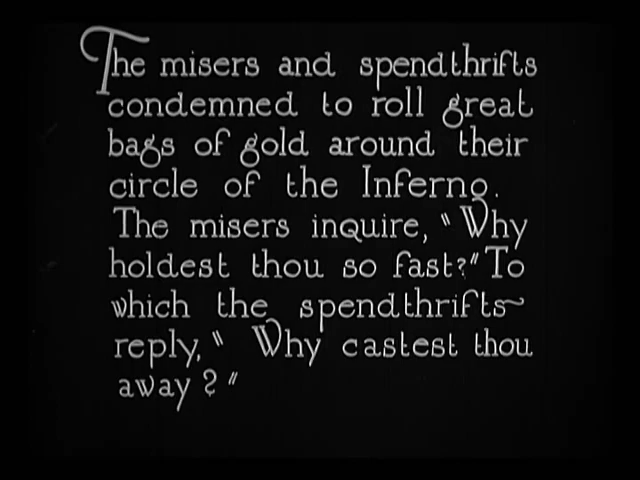 The misers and spendthrifts
condemned to roll great
bags of gold around their
circle of the Inferno.
The misers inquire, "Why
holdest thou so fast?" To
which the spendthrifts~
reply, " Why castest thou
away ? "